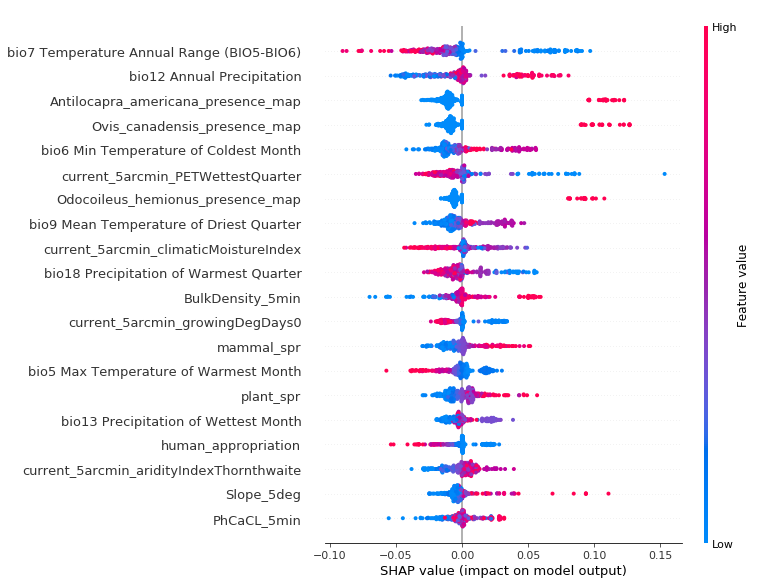 High
bio7 Temperature Annual Range (BIO5-BIO6)
bio12 Annual Precipitation
Antilocapra_americana_presence_map
Ovis_canadensis_presence_map
bio6 Min Temperature of Coldest Month
current_5arcmin_PETWettestQuarter
Odocoileus_hemionus_presence_map
bio9 Mean Temperature of Driest Quarter
current_5arcmin_climaticMoistureIndex
bio18 Precipitation of Warmest Quarter
BulkDensity_5min
current_5arcmin_growingDegDays0
mammal_spr
bio5 Max Temperature of Warmest Month
plant_spr
bio13 Precipitation of Wettest Month
human_appropriation
current_5arcmin_aridityIndexThornthwaite
Slope_5deg
PhCaCL_5min
Feature value
Low
−0.10 −0.05 0.00 0.05 0.10 0.15
SHAP value (impact on model output)